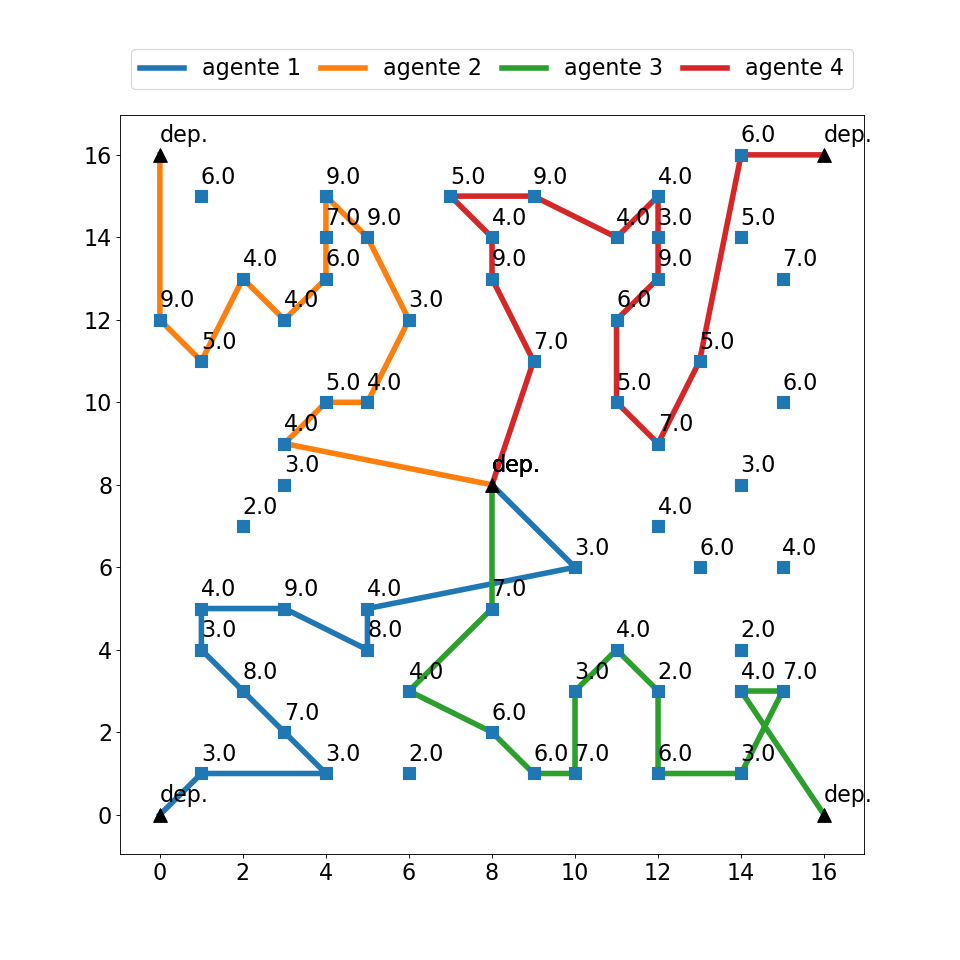 agente 1 agente 2 agente 3 agente 4
dep. 6.0 dep.
16
6.0 9.0 5.0 9.0 4.0
7.0 9.0 4.0 4.0 3.0 5.0
14
4.0 6.0 9.0 9.0 7.0
9.0 4.0 3.0 6.0
12
5.0 7.0 5.0
5.0 4.0 5.0 6.0
10
4.0 7.0
3.0 dep. 3.0
8
2.0 4.0
3.0 6.0 4.0
6
4.0 9.0 4.0 7.0
3.0 8.0 4.0 2.0
4
8.0 4.0 3.0 2.0 4.0 7.0
7.0 6.0
2
3.0 3.0 2.0 6.0 7.0 6.0 3.0
dep. dep.
0
0 2 4 6 8 10 12 14 16